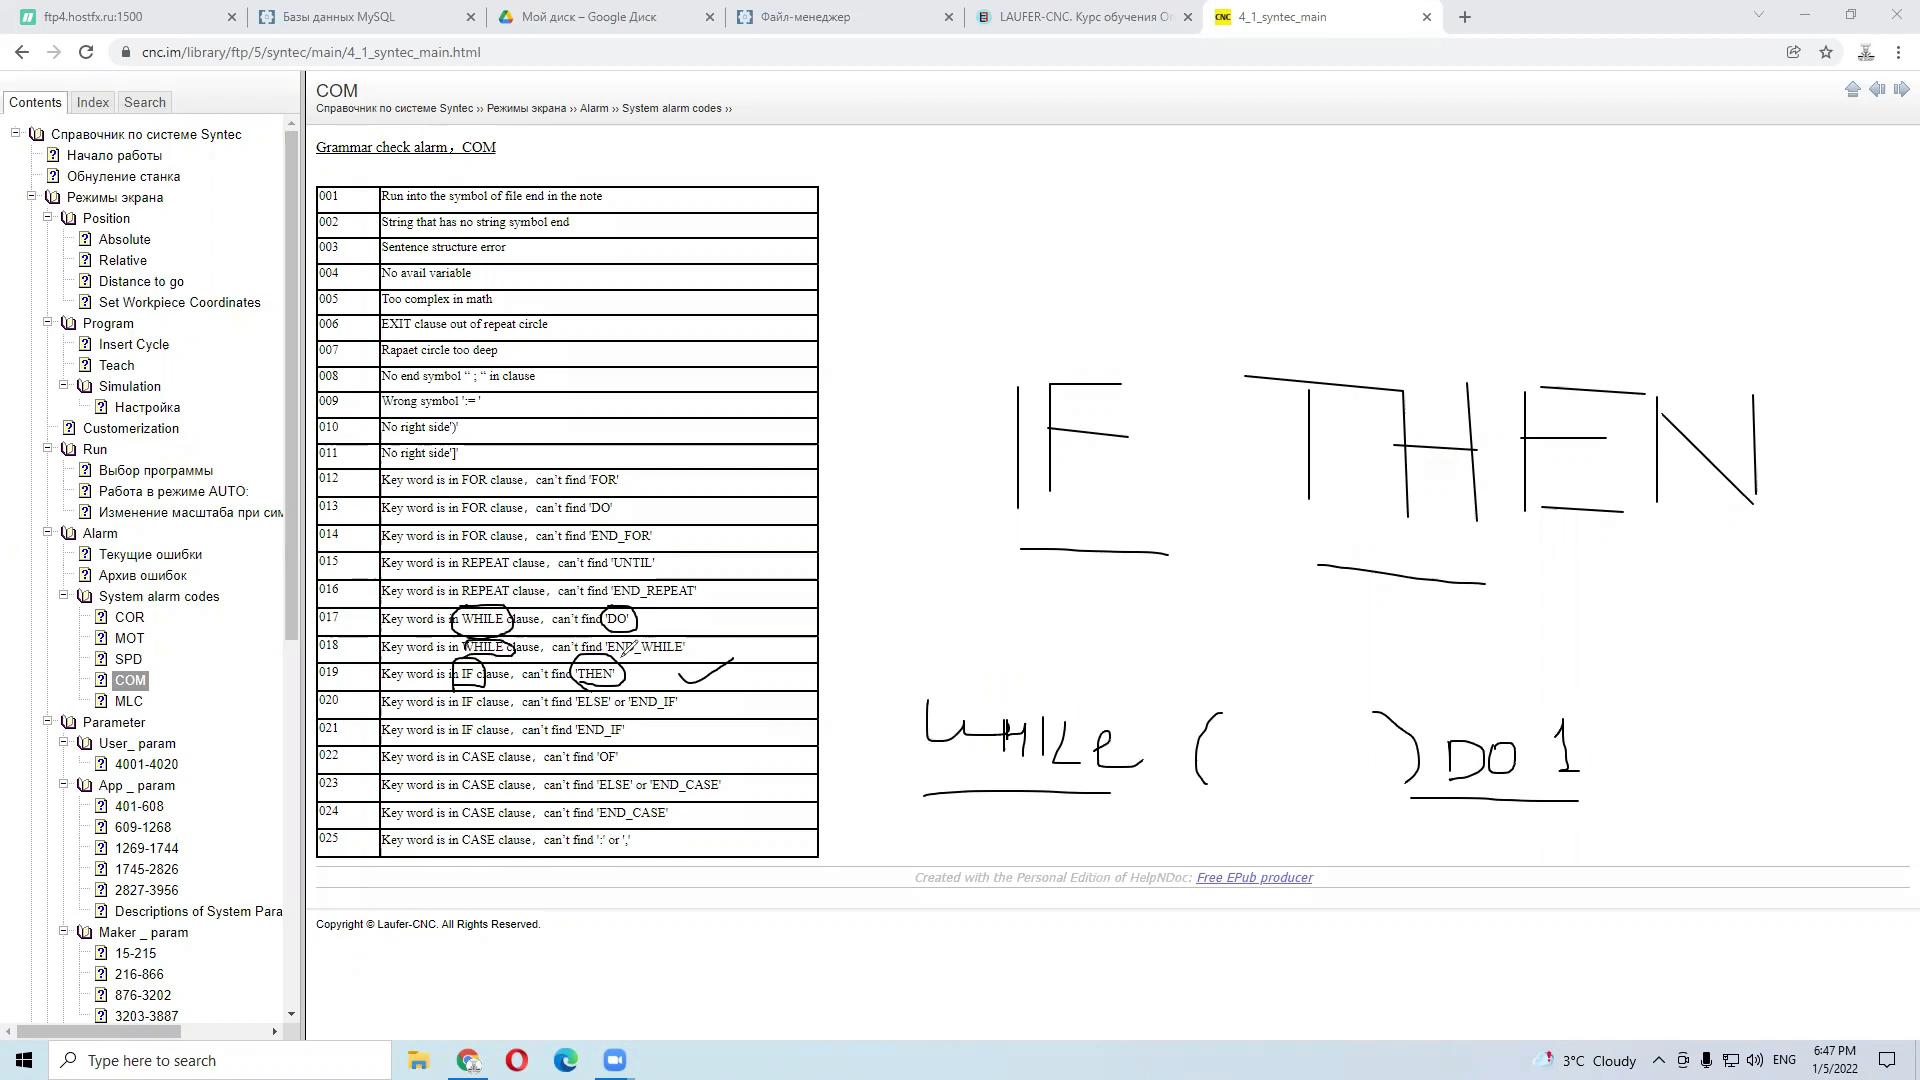 ftp4.hostfx.ru:1500
Базы данных MySQL
Мой диск – Google Диск
Файл-менеджер
LAUFER-CNC. Курс обучения Оп
CNC 4_1_syntec_main
cnc.im/library/ftp/5/syntec/main/4_1_syntec_main.html
Contents Index Search
Справочник по системе Syntec
Начало работы
Обнуление станка
Режимы экрана
Position
Absolute
Relative
Distance to go
Set Workpiece Coordinates
Program
Insert Cycle
Teach
Simulation
Настройка
Customerization
Run
Выбор программы
Работа в режиме AUTO:
Изменение масштаба при сим
Alarm
Текущие ошибки
Архив ошибок
System alarm codes
COR
MOT
SPD
COM
MLC
Parameter
User_ param
4001-4020
App _ param
401-608
609-1268
1269-1744
1745-2826
2827-3956
Descriptions of System Para
Maker _ param
15-215
216-866
876-3202
3203-3887
COM
Справочник по системе Syntec ›› Режимы экрана ›› Alarm ›› System alarm codes ››
Grammar check alarm，COM
001 Run into the symbol of file end in the note
002 String that has no string symbol end
003 Sentence structure error
004 No avail variable
005 Too complex in math
006 EXIT clause out of repeat circle
007 Rapaet circle too deep
008 No end symbol “ ; “ in clause
009 Wrong symbol ':= '
010 No right side')'
011 No right side']'
012 Key word is in FOR clause，can’t find 'FOR'
013 Key word is in FOR clause，can’t find 'DO'
014 Key word is in FOR clause，can’t find 'END_FOR'
015 Key word is in REPEAT clause，can’t find 'UNTIL'
016 Key word is in REPEAT clause，can’t find 'END_REPEAT'
017 Key word is in WHILE clause，can’t find 'DO'
018 Key word is in WHILE clause，can’t find 'END_WHILE'
019 Key word is in IF clause，can’t find 'THEN'
020 Key word is in IF clause，can’t find 'ELSE' or 'END_IF'
021 Key word is in IF clause，can’t find 'END_IF'
022 Key word is in CASE clause，can’t find 'OF'
023 Key word is in CASE clause，can’t find 'ELSE' or 'END_CASE'
024 Key word is in CASE clause，can’t find 'END_CASE'
025 Key word is in CASE clause，can’t find ':' or ','
IF THEN
WHILe ( ) DO 1
Created with the Personal Edition of HelpNDoc: Free EPub producer
Copyright © Laufer-CNC. All Rights Reserved.
Type here to search
3°C Cloudy
ENG
6:47 PM
1/5/2022